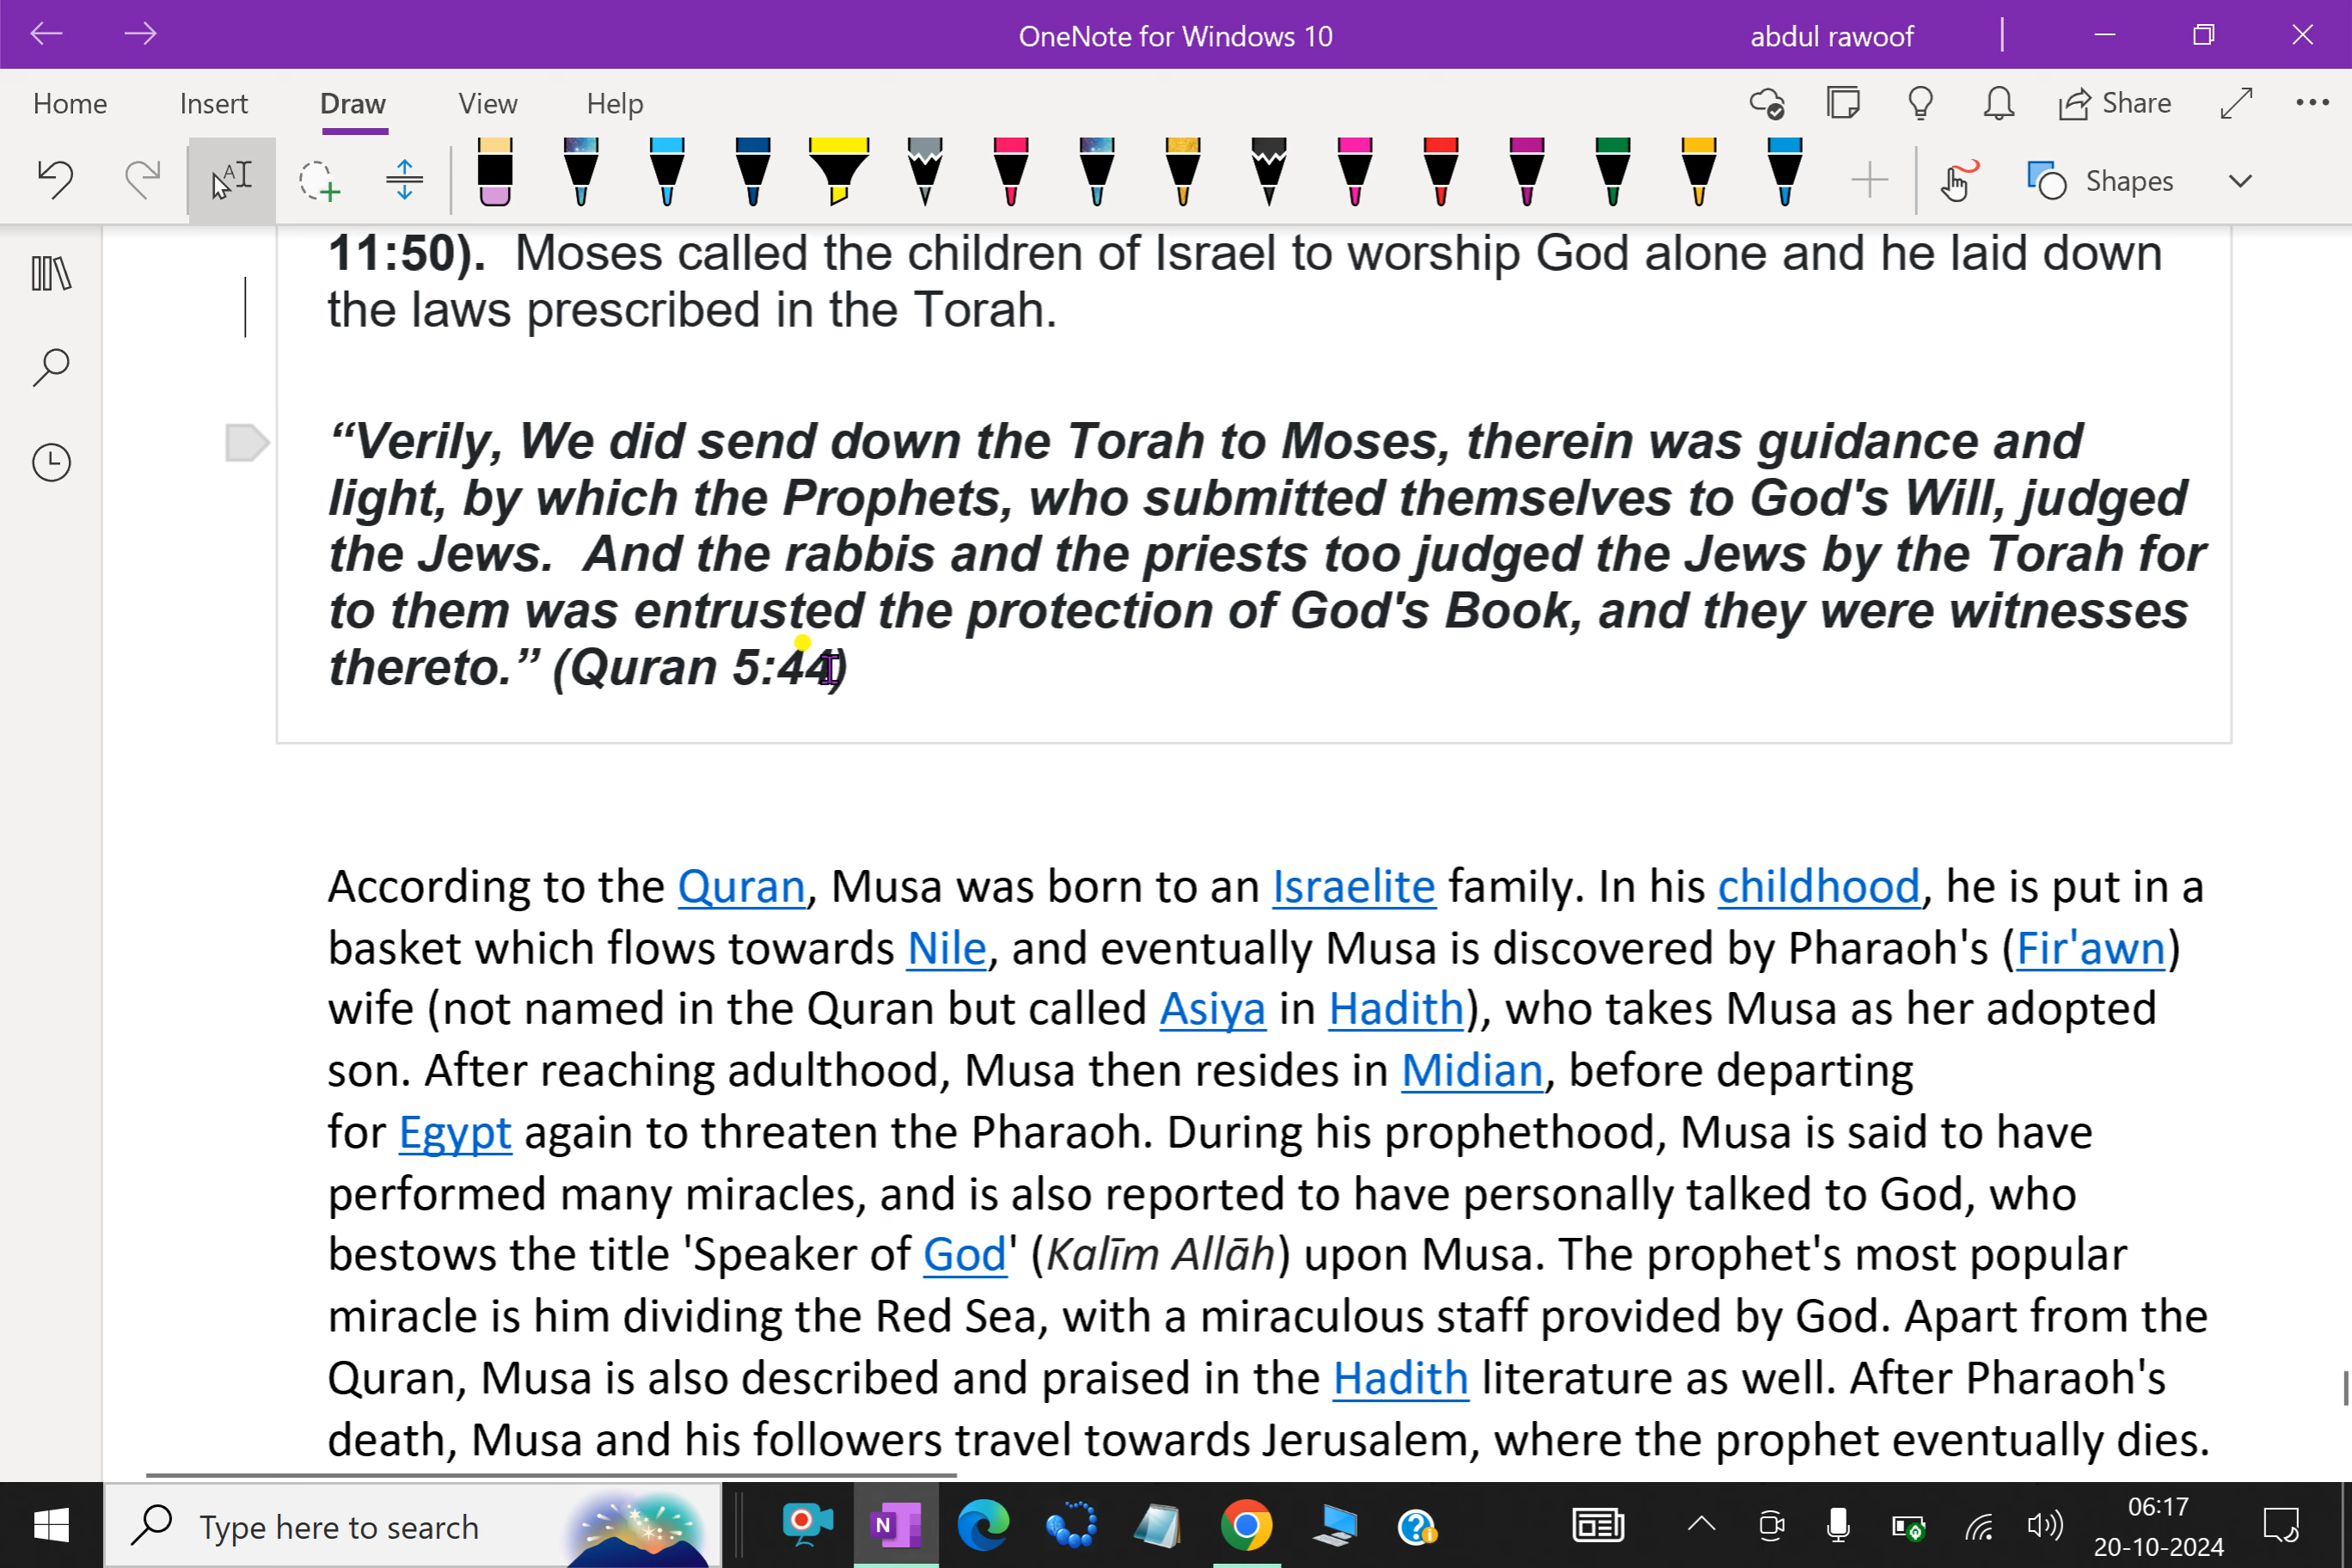 OneNote for Windows 10
abdul rawoof
Home Insert Draw View Help
Share
Shapes
11:50).  Moses called the children of Israel to worship God alone and he laid down
the laws prescribed in the Torah.
“Verily, We did send down the Torah to Moses, therein was guidance and
light, by which the Prophets, who submitted themselves to God's Will, judged
the Jews.  And the rabbis and the priests too judged the Jews by the Torah for
to them was entrusted the protection of God's Book, and they were witnesses
thereto.” (Quran 5:44)
According to the Quran, Musa was born to an Israelite family. In his childhood, he is put in a
basket which flows towards Nile, and eventually Musa is discovered by Pharaoh's (Fir'awn)
wife (not named in the Quran but called Asiya in Hadith), who takes Musa as her adopted
son. After reaching adulthood, Musa then resides in Midian, before departing
for Egypt again to threaten the Pharaoh. During his prophethood, Musa is said to have
performed many miracles, and is also reported to have personally talked to God, who
bestows the title 'Speaker of God' (Kalīm Allāh) upon Musa. The prophet's most popular
miracle is him dividing the Red Sea, with a miraculous staff provided by God. Apart from the
Quran, Musa is also described and praised in the Hadith literature as well. After Pharaoh's
death, Musa and his followers travel towards Jerusalem, where the prophet eventually dies.
Type here to search
06:17
20-10-2024